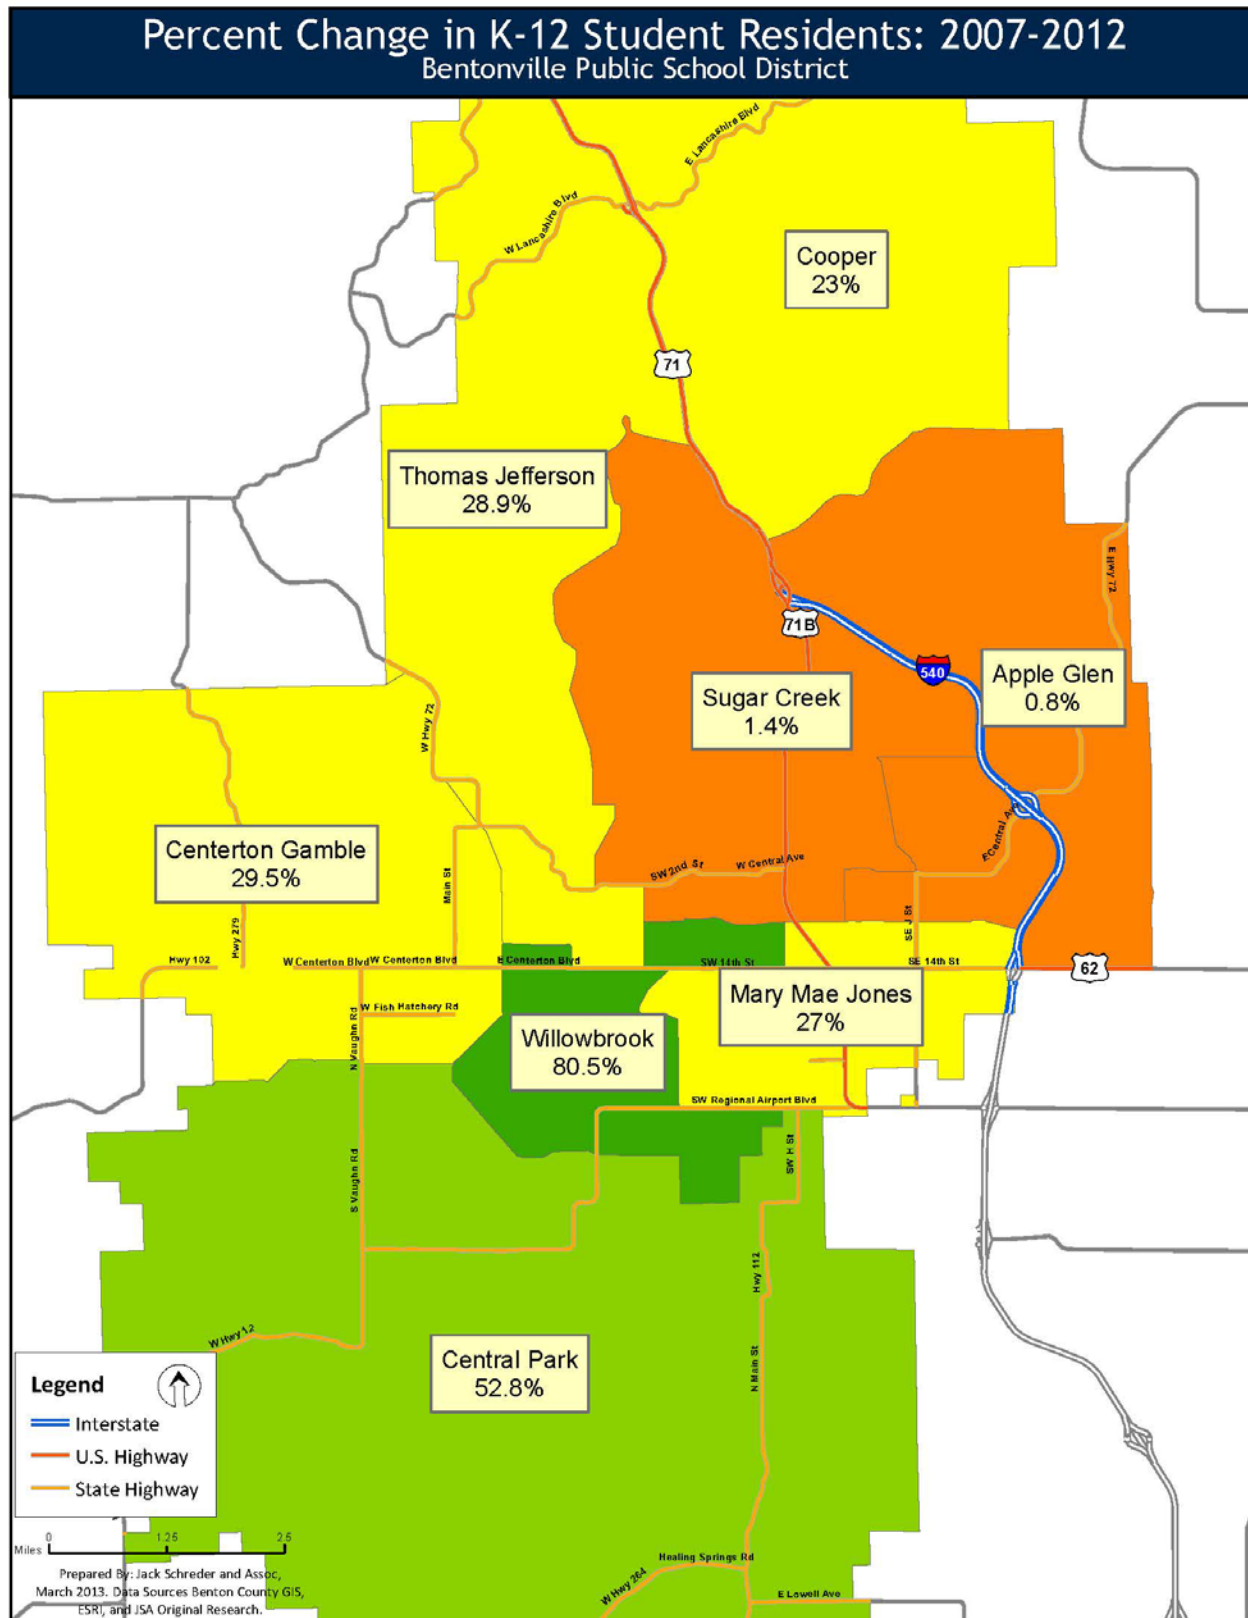 Percent Change in K-12 Student Residents: 2007-2012
Bentonville Public School District
E Lancashire Blvd
W Lancashire Blvd
Cooper
23%
71
Thomas Jefferson
28.9%
E Hwy 72
71B
540
Apple Glen
0.8%
Sugar Creek
1.4%
W Hwy 72
E Central Ave
Centerton Gamble
29.5%
SW 2nd St
W Central Ave
Main St
Hwy 279
SE J St
Hwy 102
W Centerton Blvd
W Centerton Blvd
E Centerton Blvd
SW 14th St
SE 14th St
62
Mary Mae Jones
27%
W Fish Hatchery Rd
N Vaughn Rd
Willowbrook
80.5%
SW Regional Airport Blvd
SW H St
S Vaughn Rd
Hwy 112
W Hwy 12
Central Park
52.8%
N Main St
Legend
Interstate
U.S. Highway
State Highway
0 1.25 2.5
Miles
Healing Springs Rd
W Hwy 264
E Lowell Ave
Prepared By: Jack Schreder and Assoc,
March 2013. Data Sources Benton County GIS,
ESRI, and JSA Original Research.